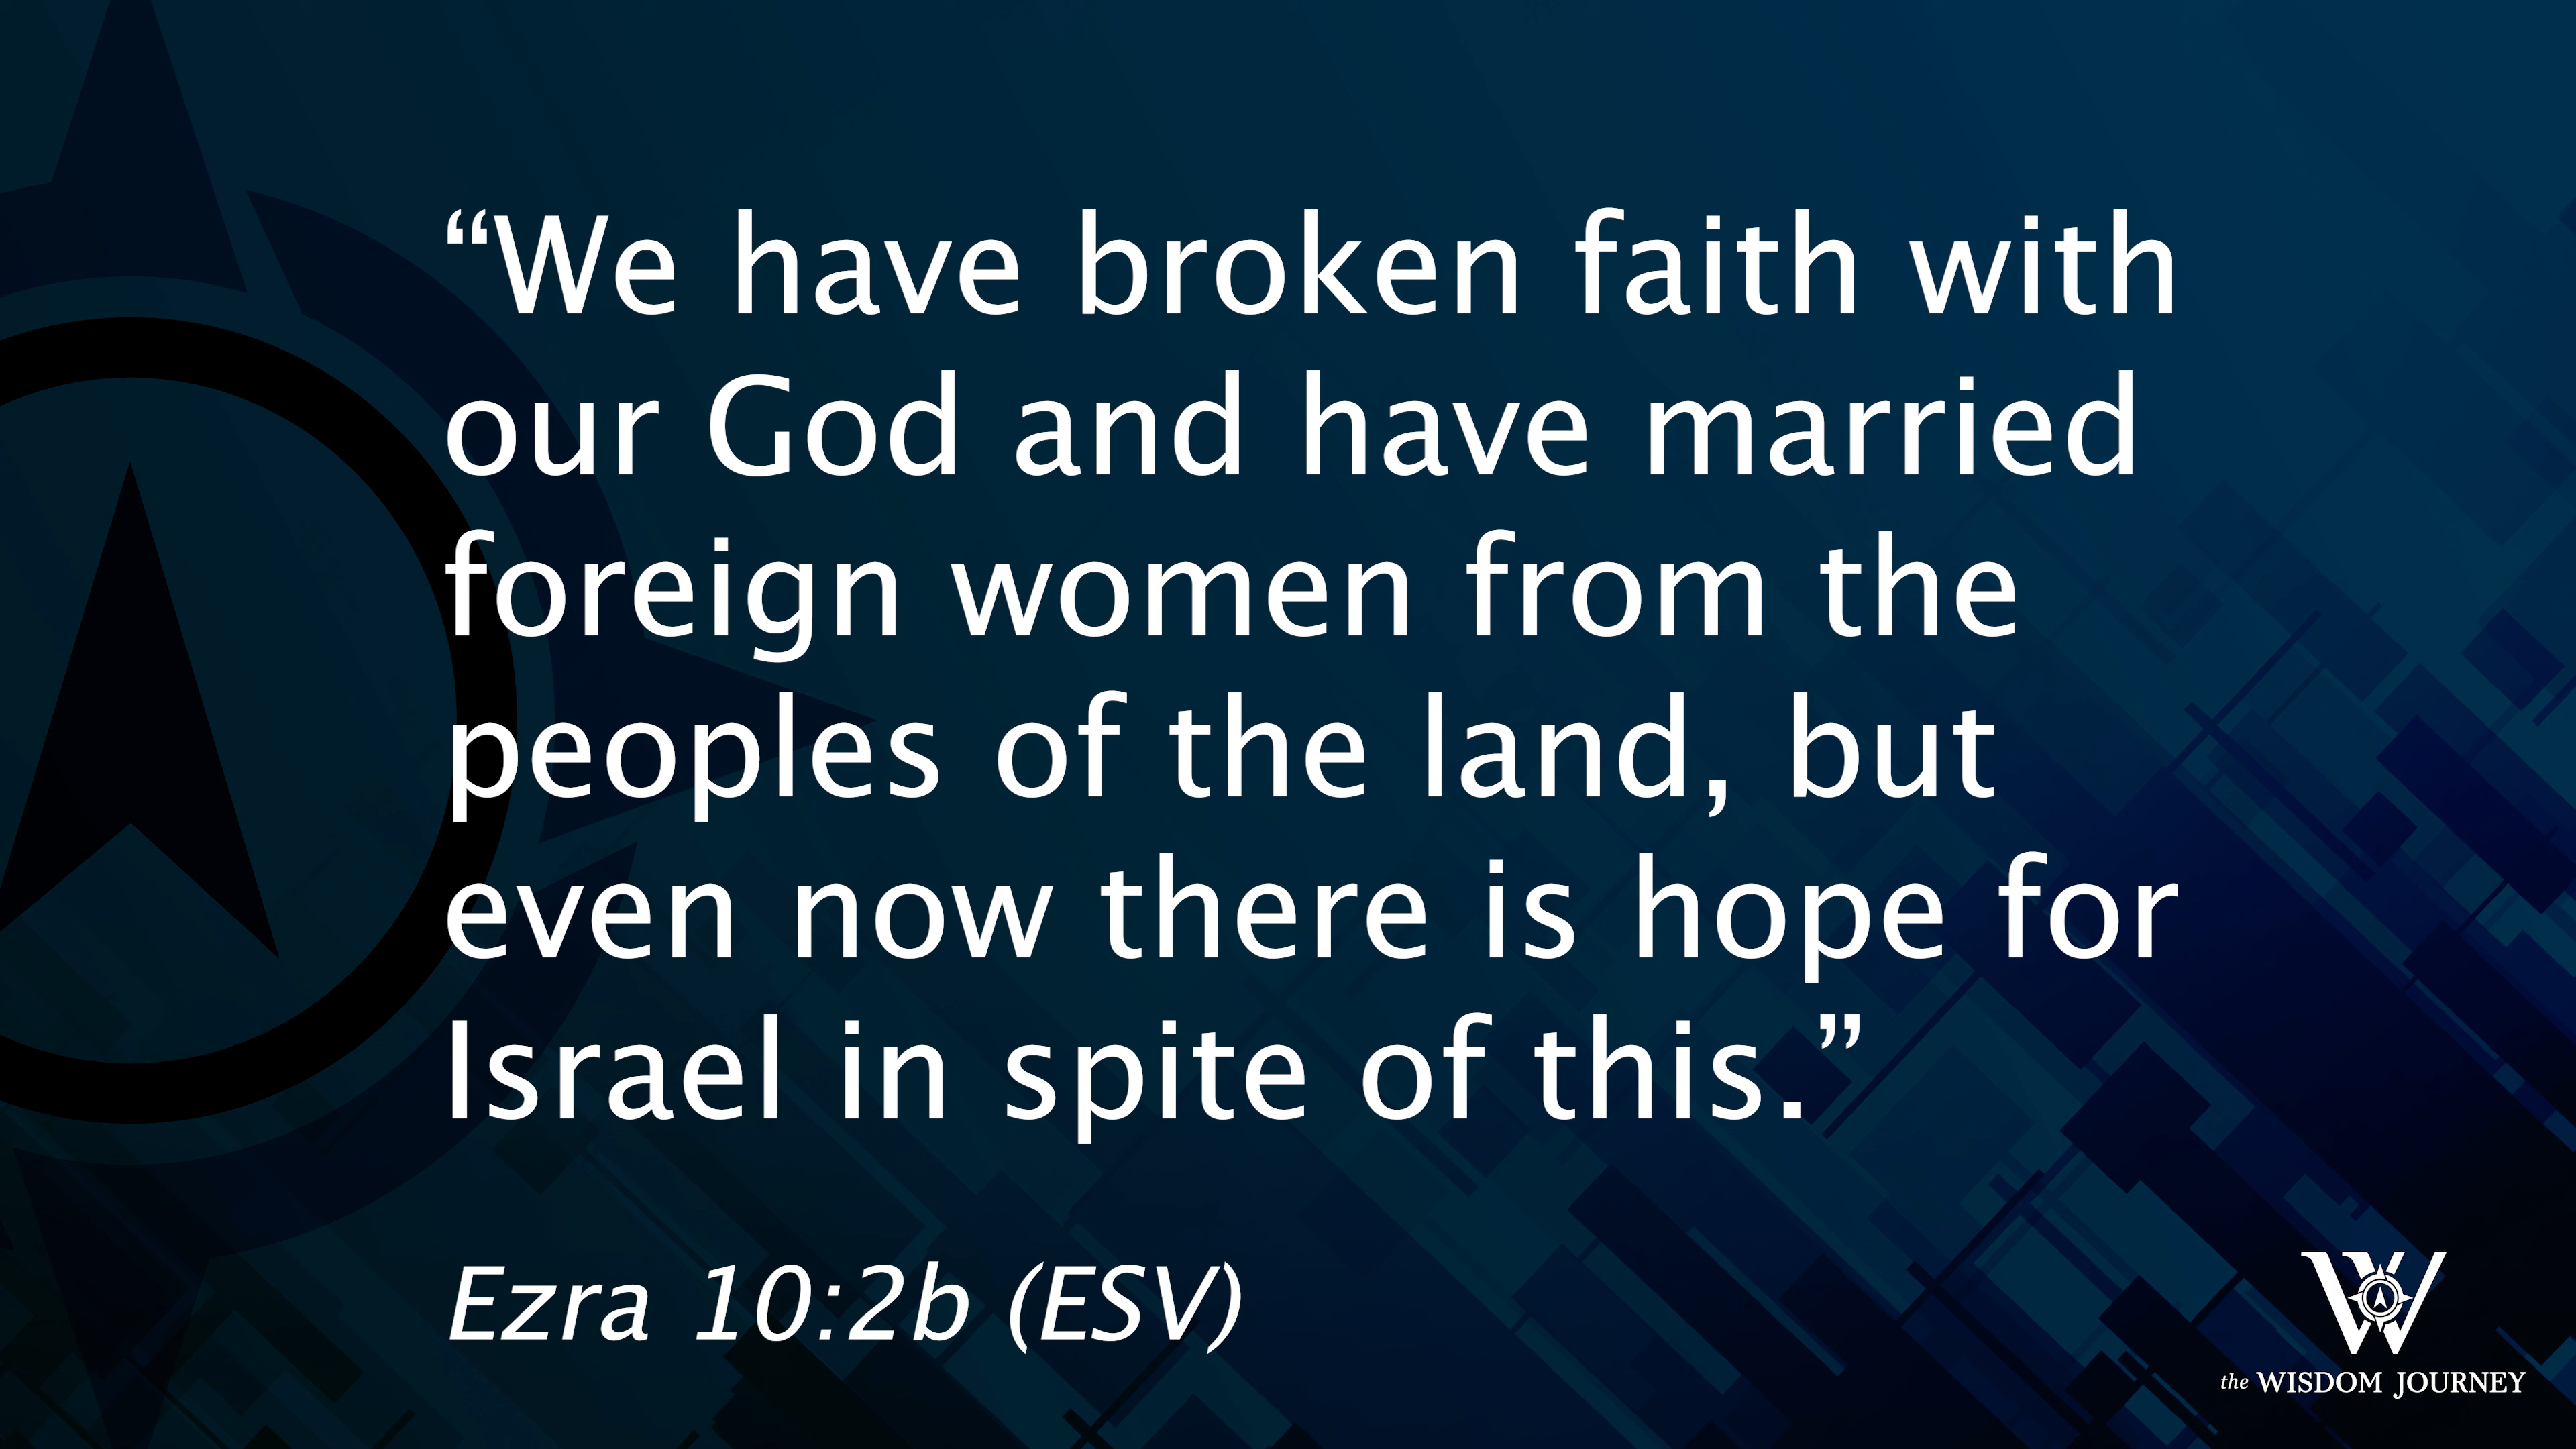 “We have broken faith with
our God and have married
foreign women from the
peoples of the land, but
even now there is hope for
Israel in spite of this.”
Ezra 10:2b (ESV)
W
the WISDOM JOURNEY